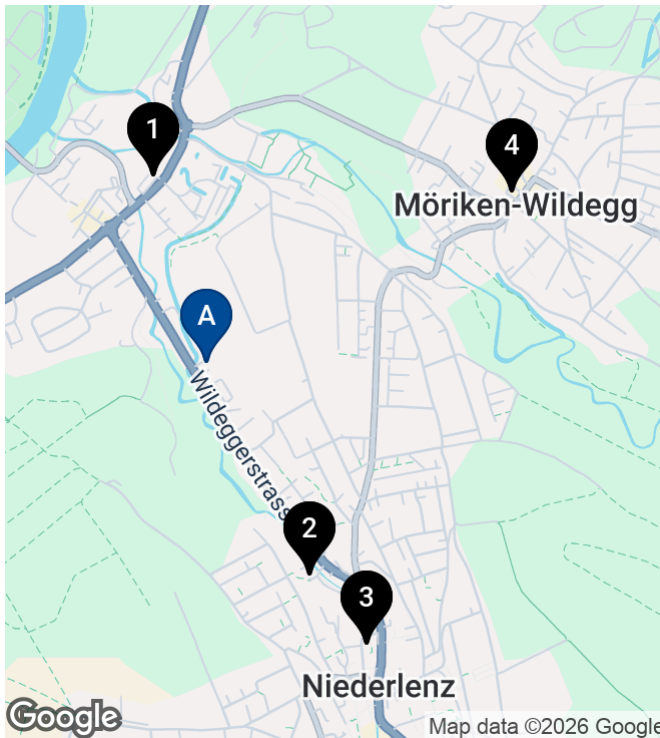 1
4
Möriken-Wildegg
A
Wildeggerstrass
2
3
Niederlenz
Google
Map data ©2026 Google